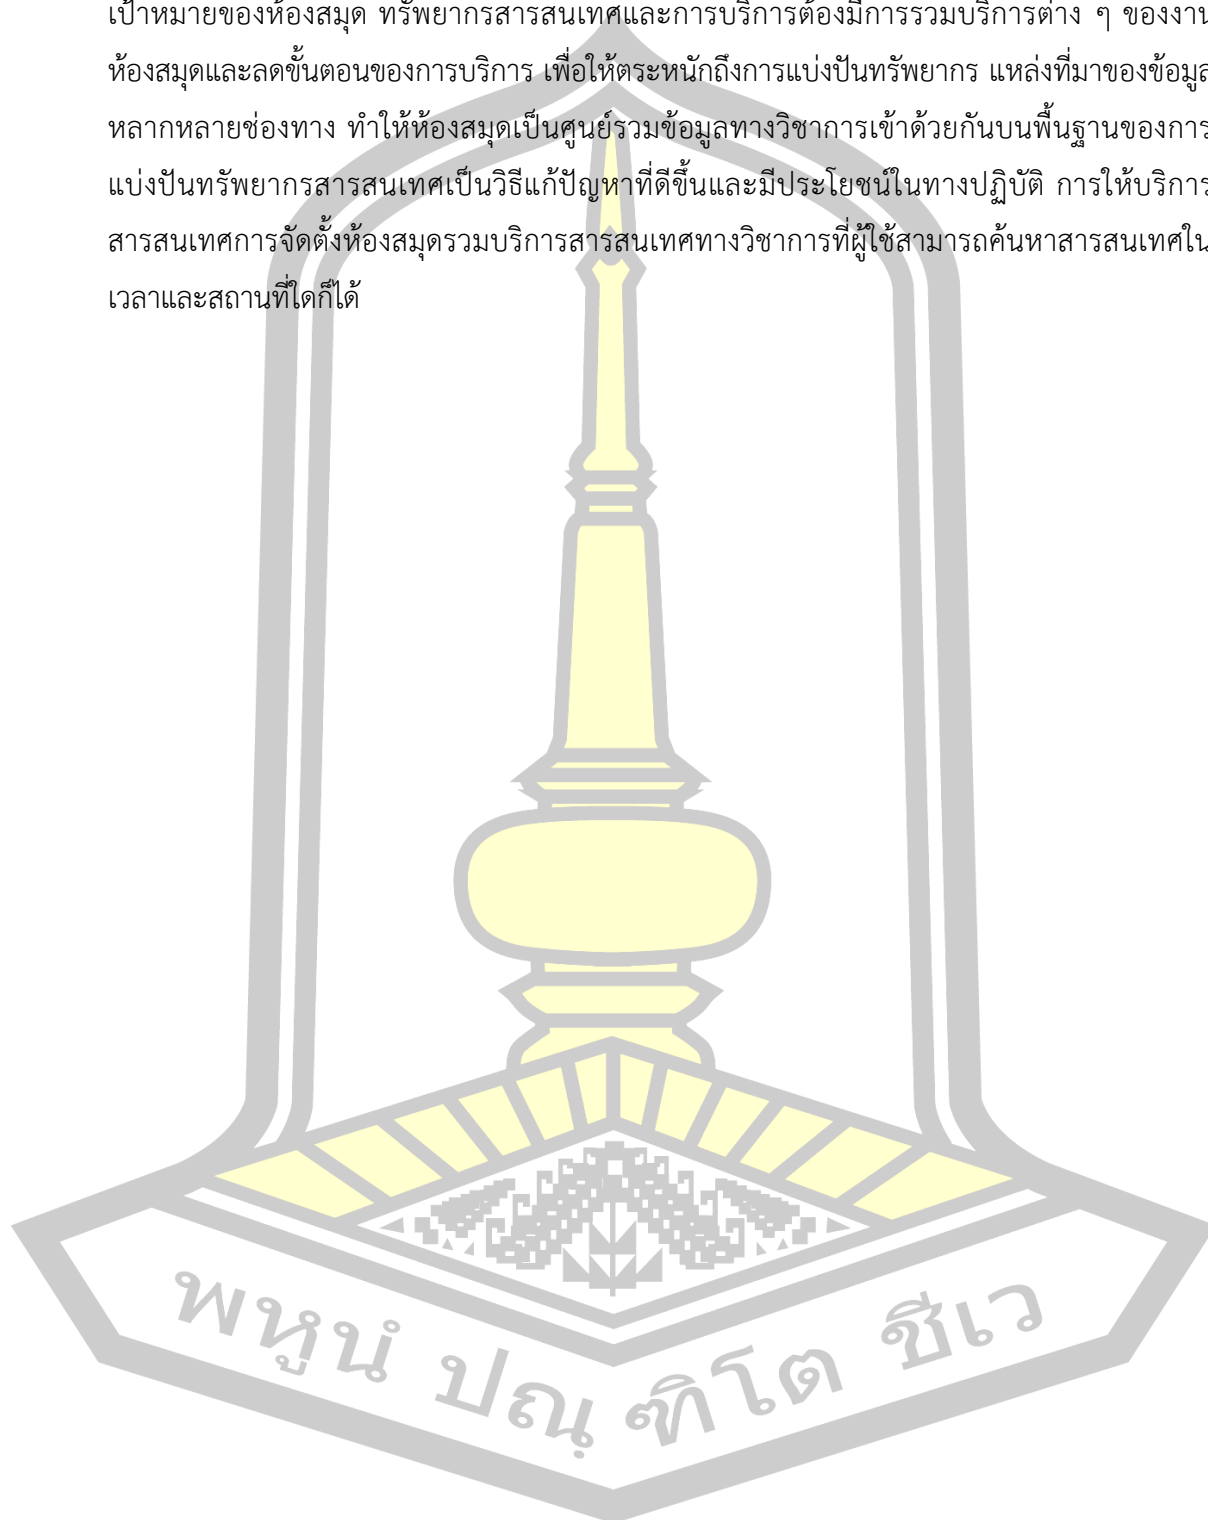 เป้าหมายของห้องสมุด ทรัพยากรสารสนเทศและการบริการต้องมีการรวมบริการต่าง ๆ ของงาน
ห้องสมุดและลดขั้นตอนของการบริการ เพื่อให้ตระหนักถึงการแบ่งปันทรัพยากร แหล่งที่มาของข้อมูล
หลากหลายช่องทาง ทำให้ห้องสมุดเป็นศูนย์รวมข้อมูลทางวิชาการเข้าด้วยกันบนพื้นฐานของการ
แบ่งปันทรัพยากรสารสนเทศเป็นวิธีแก้ปัญหาที่ดีขึ้นและมีประโยชน์ในทางปฏิบัติ การให้บริการ
สารสนเทศการจัดตั้งห้องสมุดรวมบริการสารสนเทศทางวิชาการที่ผู้ใช้สามารถค้นหาสารสนเทศใน
เวลาและสถานที่ใดก็ได้
พหูนํ ปณฺ ฑิโต ชีเว